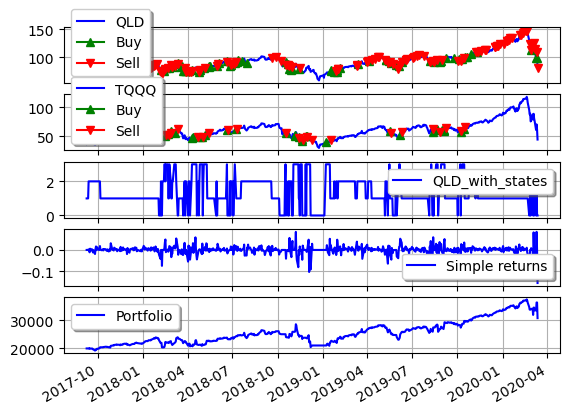 QLD
Buy
Sell
150
100
TQQQ
Buy
Sell
100
50
QLD_with_states
2
0
Simple returns
0.0
−0.1
Portfolio
30000
20000
2017-10
2018-01
2018-04
2018-07
2018-10
2019-01
2019-04
2019-07
2019-10
2020-01
2020-04